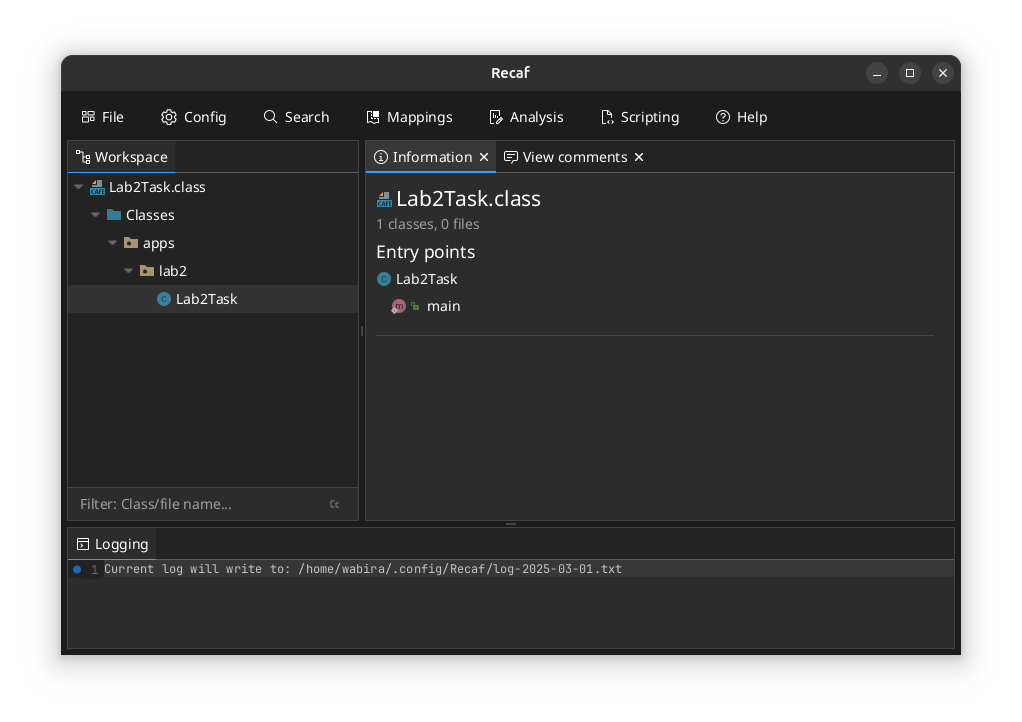 Recaf
File Config Search Mappings Analysis Scripting Help
Workspace
Lab2Task.class
Classes
apps
lab2
Lab2Task
Filter: Class/file name...
Cc
Information View comments
Lab2Task.class
1 classes, 0 files
Entry points
Lab2Task
main
Logging
1 Current log will write to: /home/wabira/.config/Recaf/log-2025-03-01.txt